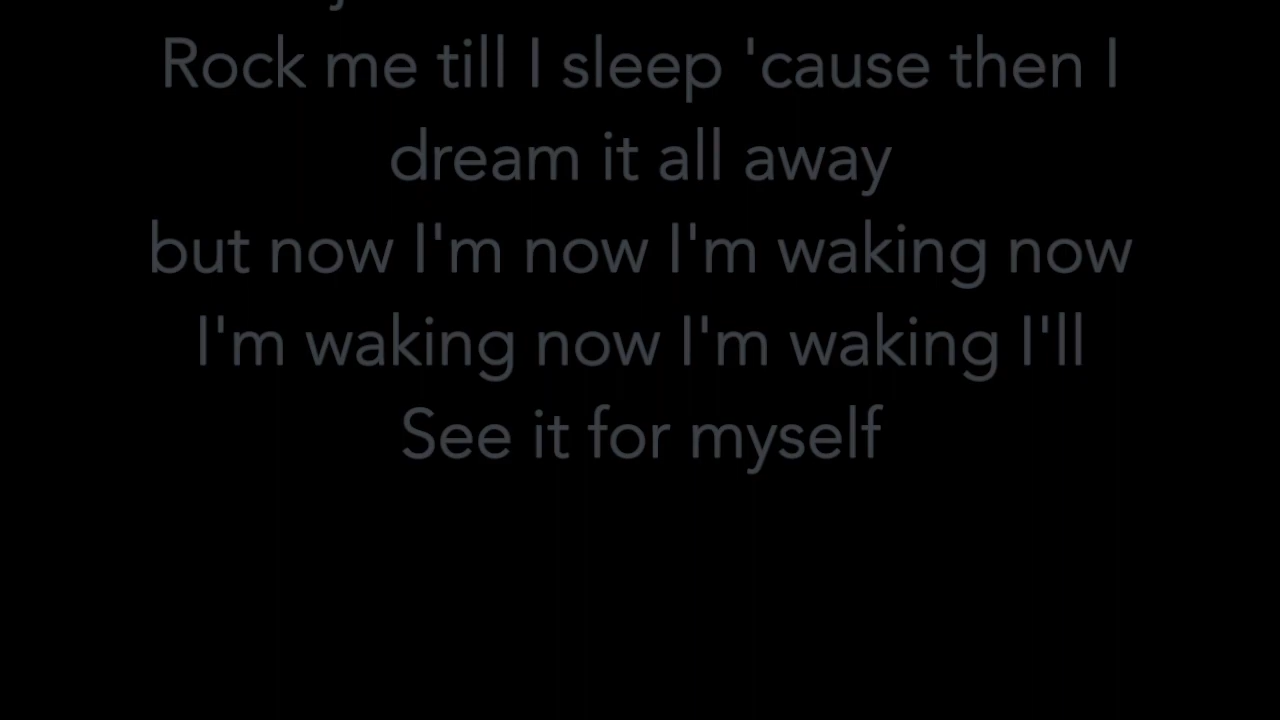 Rock me till I sleep 'cause then I
dream it all away
but now I'm now I'm waking now
I'm waking now I'm waking I'll
See it for myself